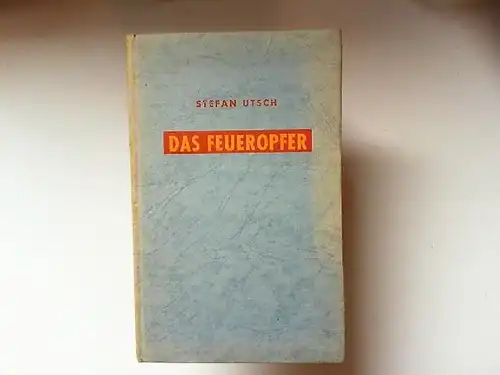 STEFAN UTSCH
DAS FEUEROPFER